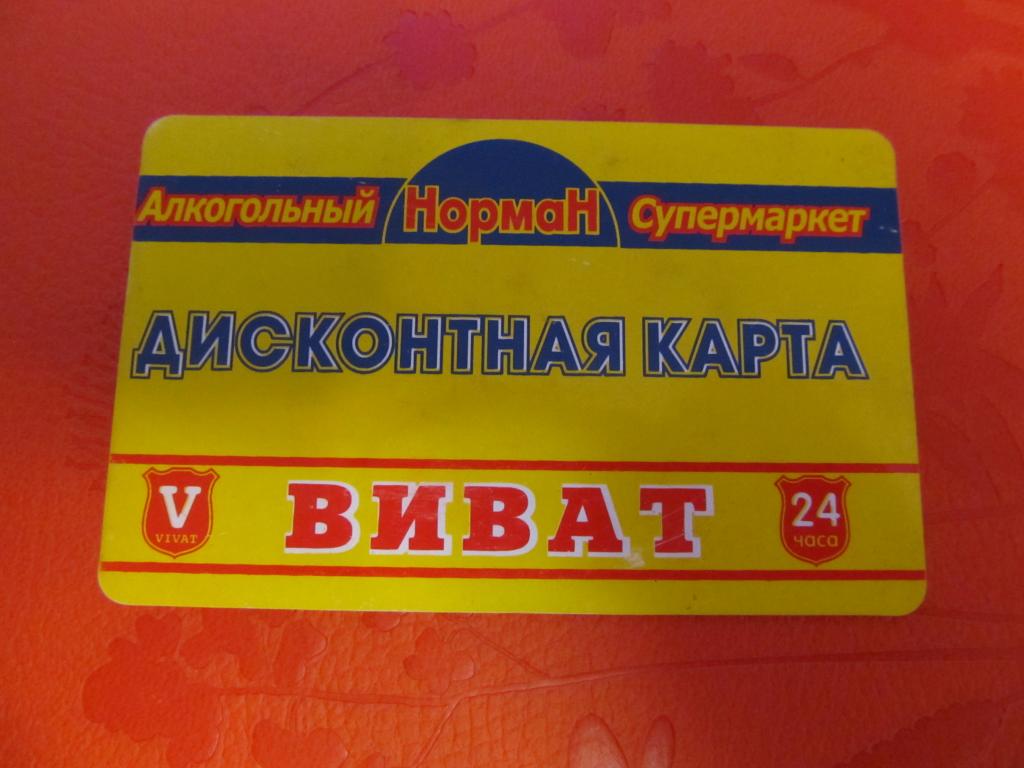 Алкогольный НормаН Супермаркет
ДИСКОНТНАЯ КАРТА
V
VIVAT
ВИВАТ
24
часа